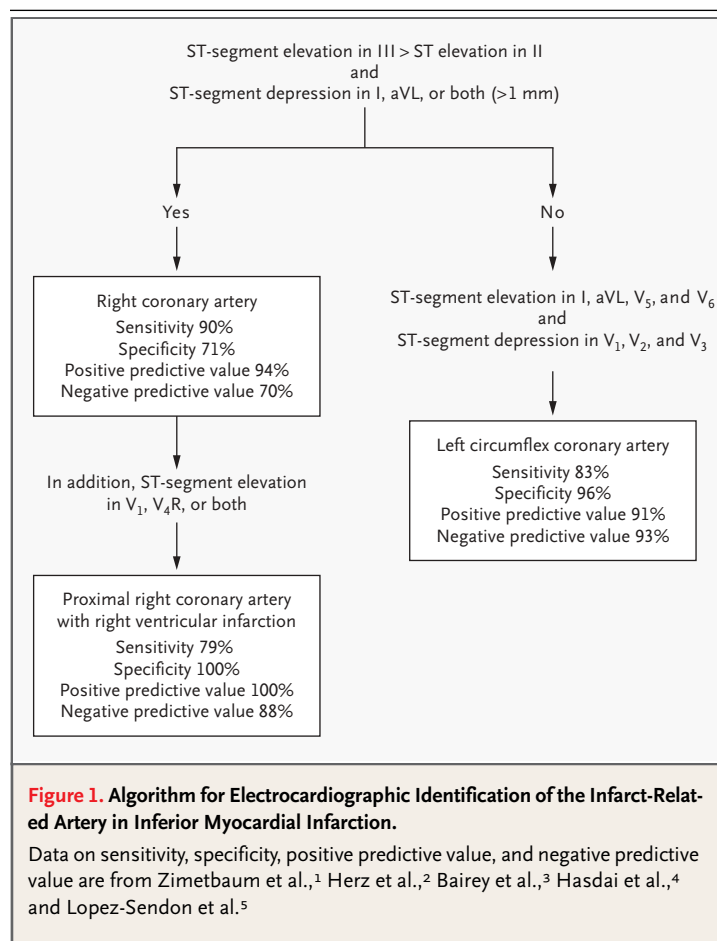 ST-segment elevation in III > ST elevation in II
and
ST-segment depression in I, aVL, or both (>1 mm)
Yes
No
Right coronary artery
Sensitivity 90%
Specificity 71%
Positive predictive value 94%
Negative predictive value 70%
ST-segment elevation in I, aVL, V₅, and V₆
and
ST-segment depression in V₁, V₂, and V₃
In addition, ST-segment elevation
in V₁, V₄R, or both
Left circumflex coronary artery
Sensitivity 83%
Specificity 96%
Positive predictive value 91%
Negative predictive value 93%
Proximal right coronary artery
with right ventricular infarction
Sensitivity 79%
Specificity 100%
Positive predictive value 100%
Negative predictive value 88%
Figure 1. Algorithm for Electrocardiographic Identification of the Infarct-Relat-
ed Artery in Inferior Myocardial Infarction.
Data on sensitivity, specificity, positive predictive value, and negative predictive
value are from Zimetbaum et al.,¹ Herz et al.,² Bairey et al.,³ Hasdai et al.,⁴
and Lopez-Sendon et al.⁵